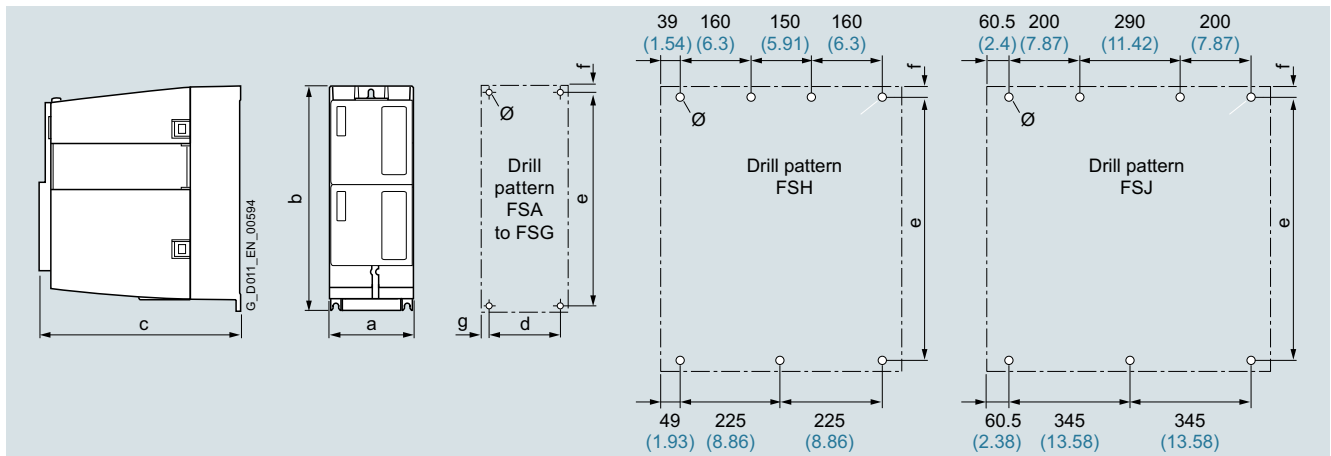 G_D011_EN_00594
c
b
a
Ø
f
Drill
pattern
FSA
to FSG
e
g
d
39 160 150 160
(1.54) (6.3) (5.91) (6.3)
f
Ø
Drill pattern
FSH
e
49 225 225
(1.93) (8.86) (8.86)
60.5 200 290 200
(2.4) (7.87) (11.42) (7.87)
f
Ø
Drill pattern
FSJ
e
60.5 345 345
(2.38) (13.58) (13.58)